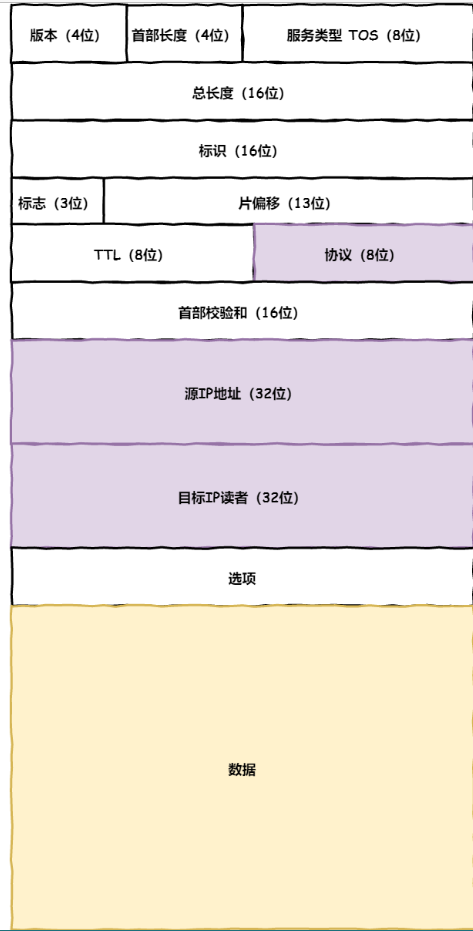 版本（4位） 首部长度（4位） 服务类型 TOS（8位）
总长度（16位）
标识（16位）
标志（3位） 片偏移（13位）
TTL（8位） 协议（8位）
首部校验和（16位）
源IP地址（32位）
目标IP读者（32位）
选项
数据